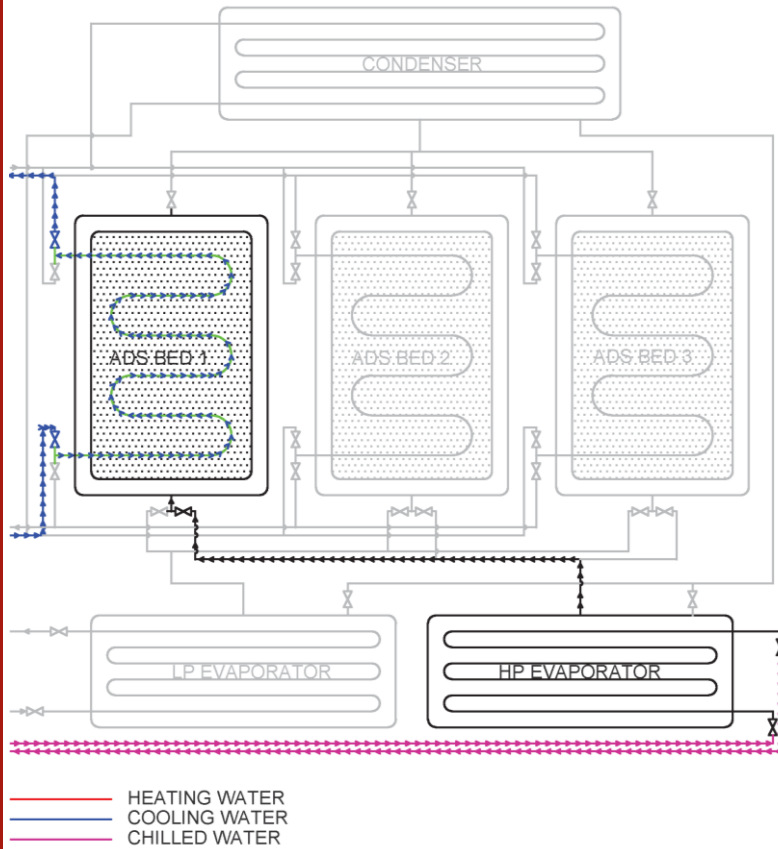 CONDENSER
ADS BED 1
ADS BED 2
ADS BED 3
LP EVAPORATOR
HP EVAPORATOR
HEATING WATER
COOLING WATER
CHILLED WATER